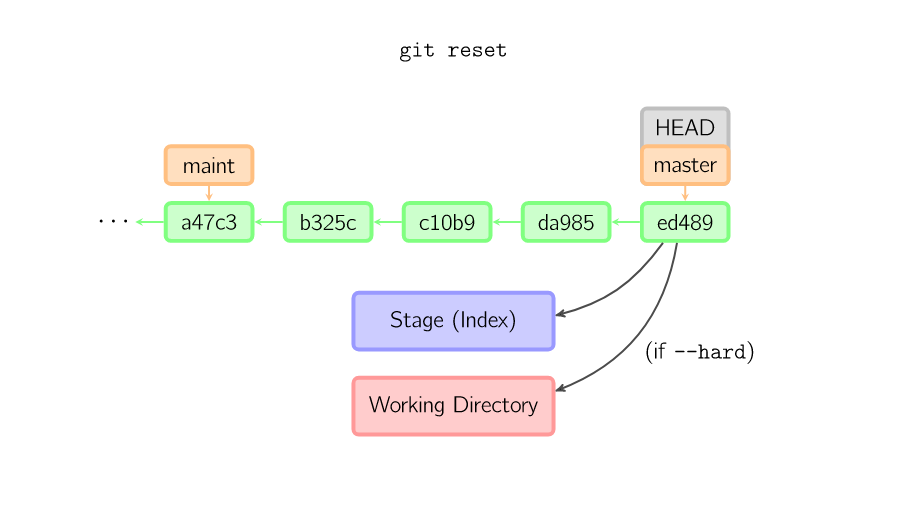 git reset
HEAD
maint
master
... a47c3 b325c c10b9 da985 ed489
Stage (Index)
(if --hard)
Working Directory